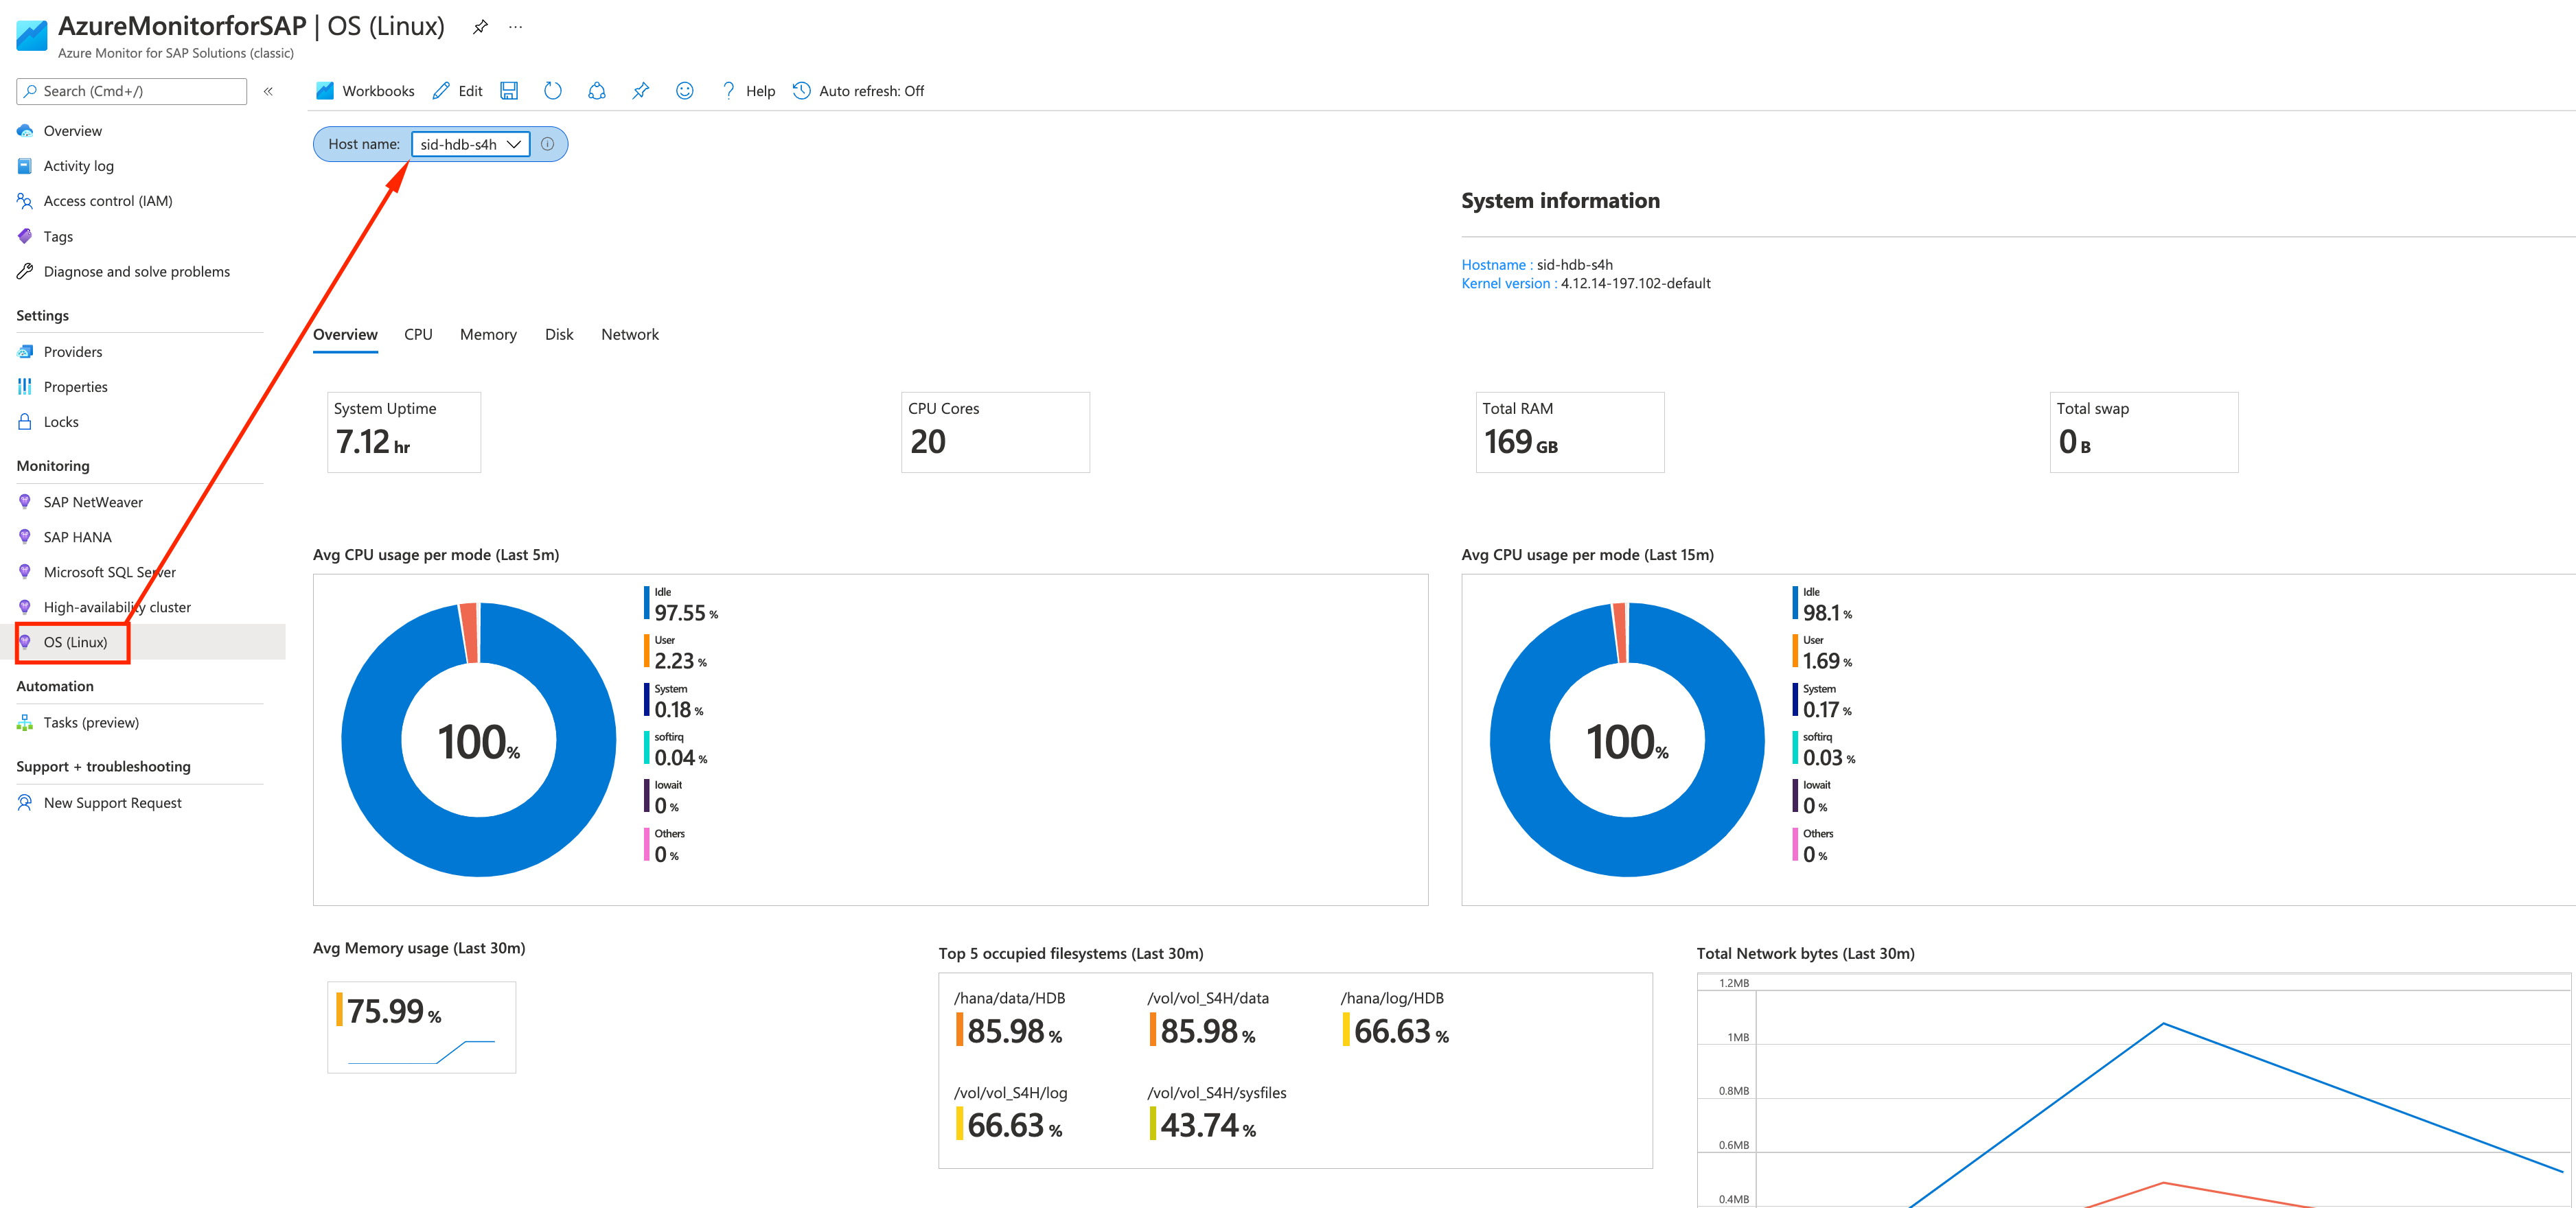 AzureMonitorforSAP | OS (Linux)
Azure Monitor for SAP Solutions (classic)
Search (Cmd+/)
Overview
Activity log
Access control (IAM)
Tags
Diagnose and solve problems
Settings
Providers
Properties
Locks
Monitoring
SAP NetWeaver
SAP HANA
Microsoft SQL Server
High-availability cluster
OS (Linux)
Automation
Tasks (preview)
Support + troubleshooting
New Support Request
Workbooks Edit Help Auto refresh: Off
Host name: sid-hdb-s4h
System information
Hostname : sid-hdb-s4h
Kernel version : 4.12.14-197.102-default
Overview CPU Memory Disk Network
System Uptime
7.12 hr
CPU Cores
20
Total RAM
169 GB
Total swap
0 B
Avg CPU usage per mode (Last 5m)
100%
Idle
97.55 %
User
2.23 %
System
0.18 %
softirq
0.04 %
Iowait
0 %
Others
0 %
Avg CPU usage per mode (Last 15m)
100%
Idle
98.1 %
User
1.69 %
System
0.17 %
softirq
0.03 %
Iowait
0 %
Others
0 %
Avg Memory usage (Last 30m)
75.99 %
Top 5 occupied filesystems (Last 30m)
/hana/data/HDB
85.98 %
/vol/vol_S4H/data
85.98 %
/hana/log/HDB
66.63 %
/vol/vol_S4H/log
66.63 %
/vol/vol_S4H/sysfiles
43.74 %
Total Network bytes (Last 30m)
1.2MB
1MB
0.8MB
0.6MB
0.4MB